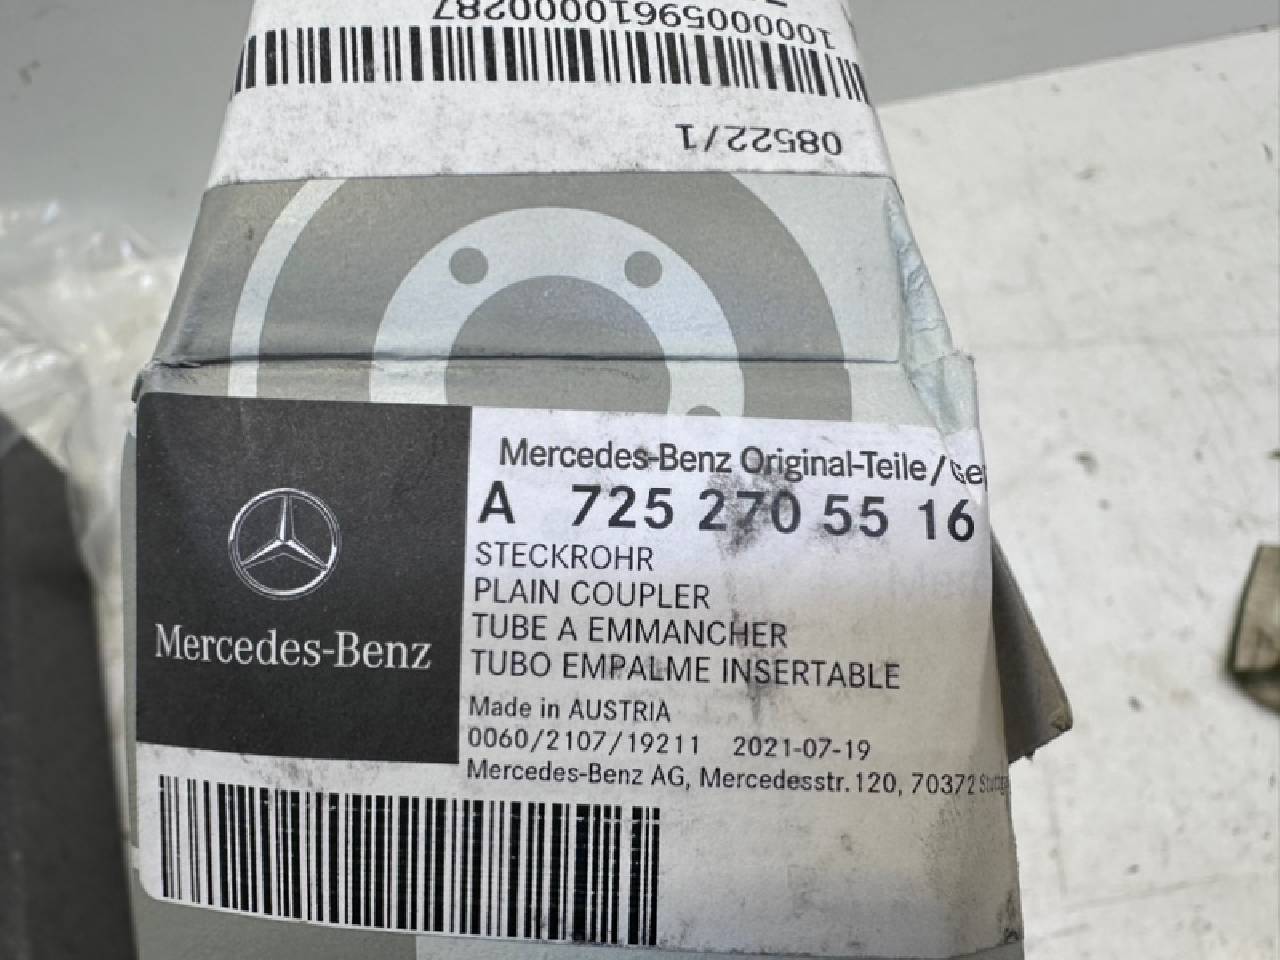 10000059610000287
08522/1
Mercedes-Benz Original-Teile/Ge
A 725 270 55 16
STECKROHR
PLAIN COUPLER
TUBE A EMMANCHER
TUBO EMPALME INSERTABLE
Made in AUSTRIA
0060/2107/19211 2021-07-19
Mercedes-Benz AG, Mercedesstr.120, 70372
Mercedes-Benz